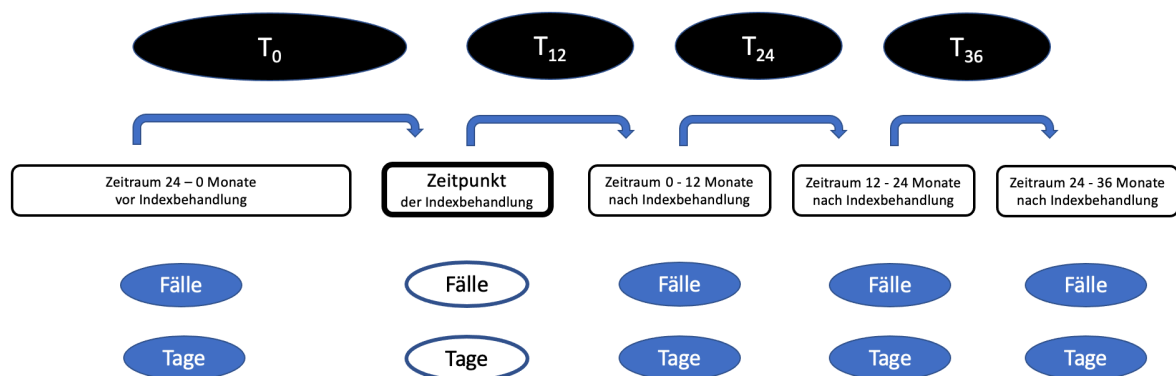 T₀ T₁₂ T₂₄ T₃₆
Zeitraum 24 – 0 Monate
vor Indexbehandlung
Zeitpunkt
der Indexbehandlung
Zeitraum 0 - 12 Monate
nach Indexbehandlung
Zeitraum 12 - 24 Monate
nach Indexbehandlung
Zeitraum 24 - 36 Monate
nach Indexbehandlung
Fälle Fälle Fälle Fälle Fälle
Tage Tage Tage Tage Tage